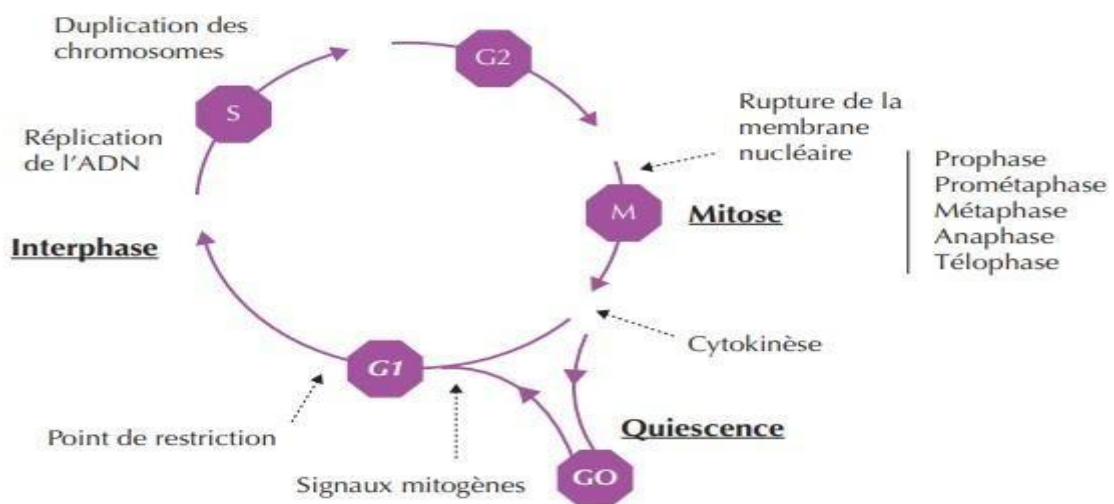 Duplication des
chromosomes
G2
S
Rupture de la
membrane
nucléaire
Réplication
de l'ADN
Prophase
Prométaphase
Métaphase
Anaphase
Télophase
M
Mitose
Interphase
Cytokinèse
G1
Point de restriction
Quiescence
Signaux mitogènes
GO